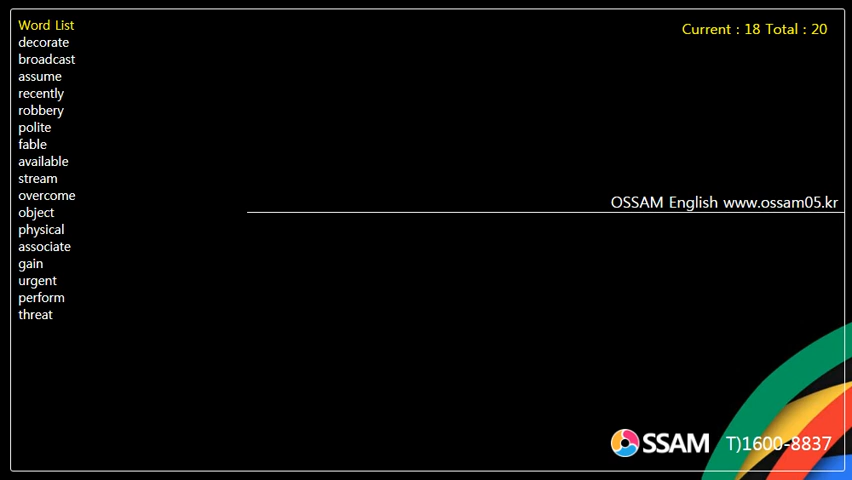 Word List
Current : 18 Total : 20
decorate
broadcast
assume
recently
robbery
polite
fable
available
stream
overcome
object
physical
associate
gain
urgent
perform
threat
OSSAM English www.ossam05.kr
OSSAM T)1600-8837